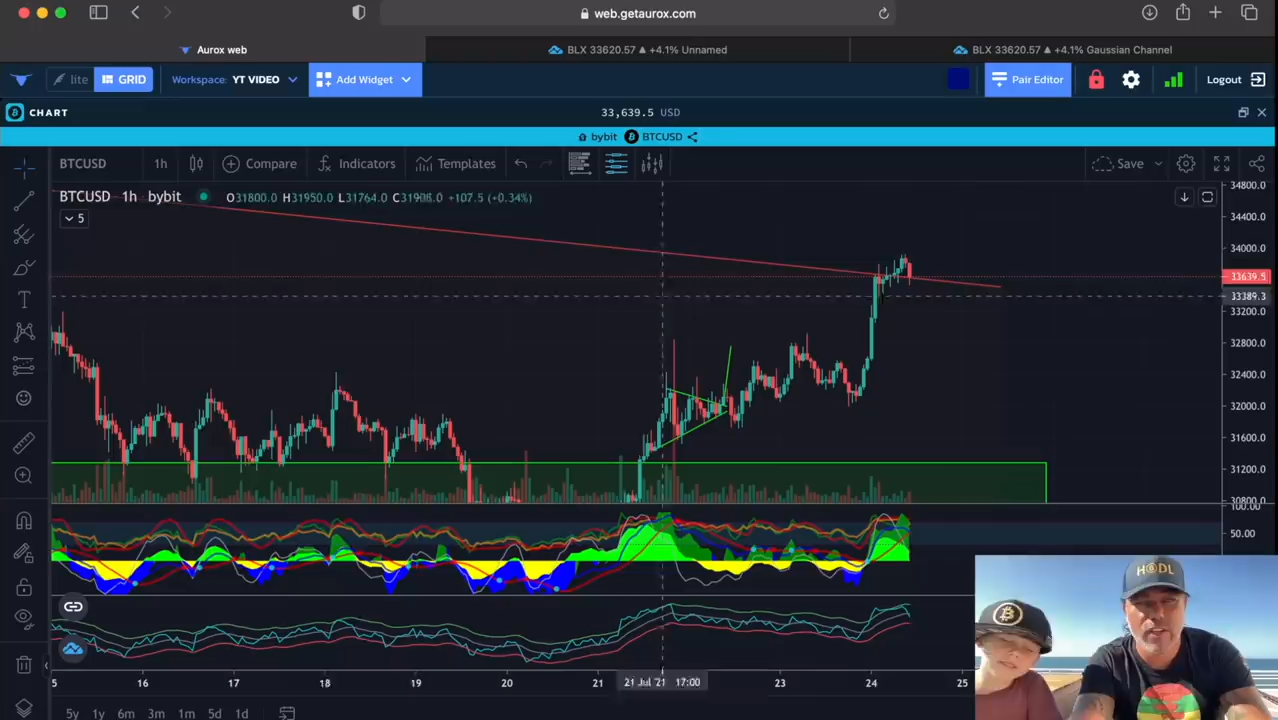 web.getaurox.com
Aurox web
BLX 33620.57 ▲ +4.1% Unnamed
BLX 33620.57 ▲ +4.1% Gaussian Channel
lite
GRID
Workspace: YT VIDEO
Add Widget
Pair Editor
Logout
CHART
33,639.5 USD
bybit BTCUSD
BTCUSD
1h
Compare
Indicators
Templates
Save
BTCUSD 1h bybit
O31800.0 H31950.0 L31764.0 +107.5 (+0.34%)
5
34800.0
34400.0
34000.0
33639.5
33389.3
33200.0
32800.0
32400.0
32000.0
31600.0
31200.0
30800.0
100.00
50.00
HODL
5 16 17 18 19 20 21 21 Jul '21 17:00 23 24 25
5y 1y 6m 3m 1m 5d 1d